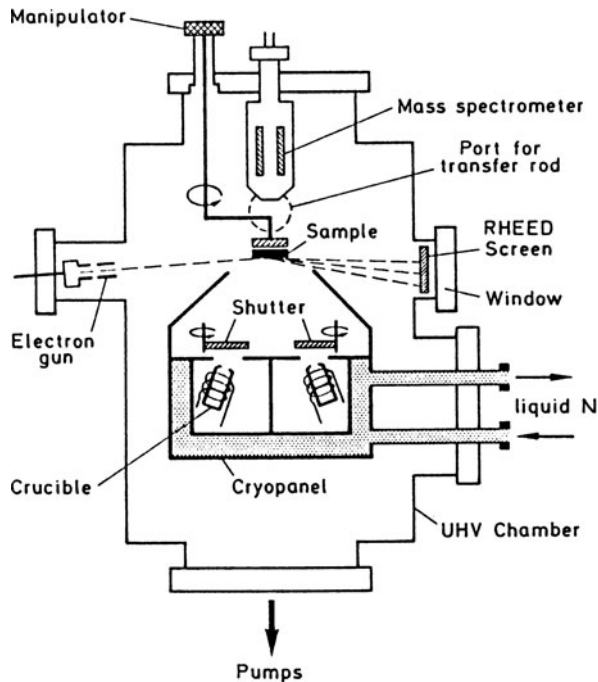 Manipulator
Mass spectrometer
Port for
transfer rod
RHEED
Screen
Sample
Window
Electron
gun
Shutter
liquid N
Crucible
Cryopanel
UHV Chamber
Pumps